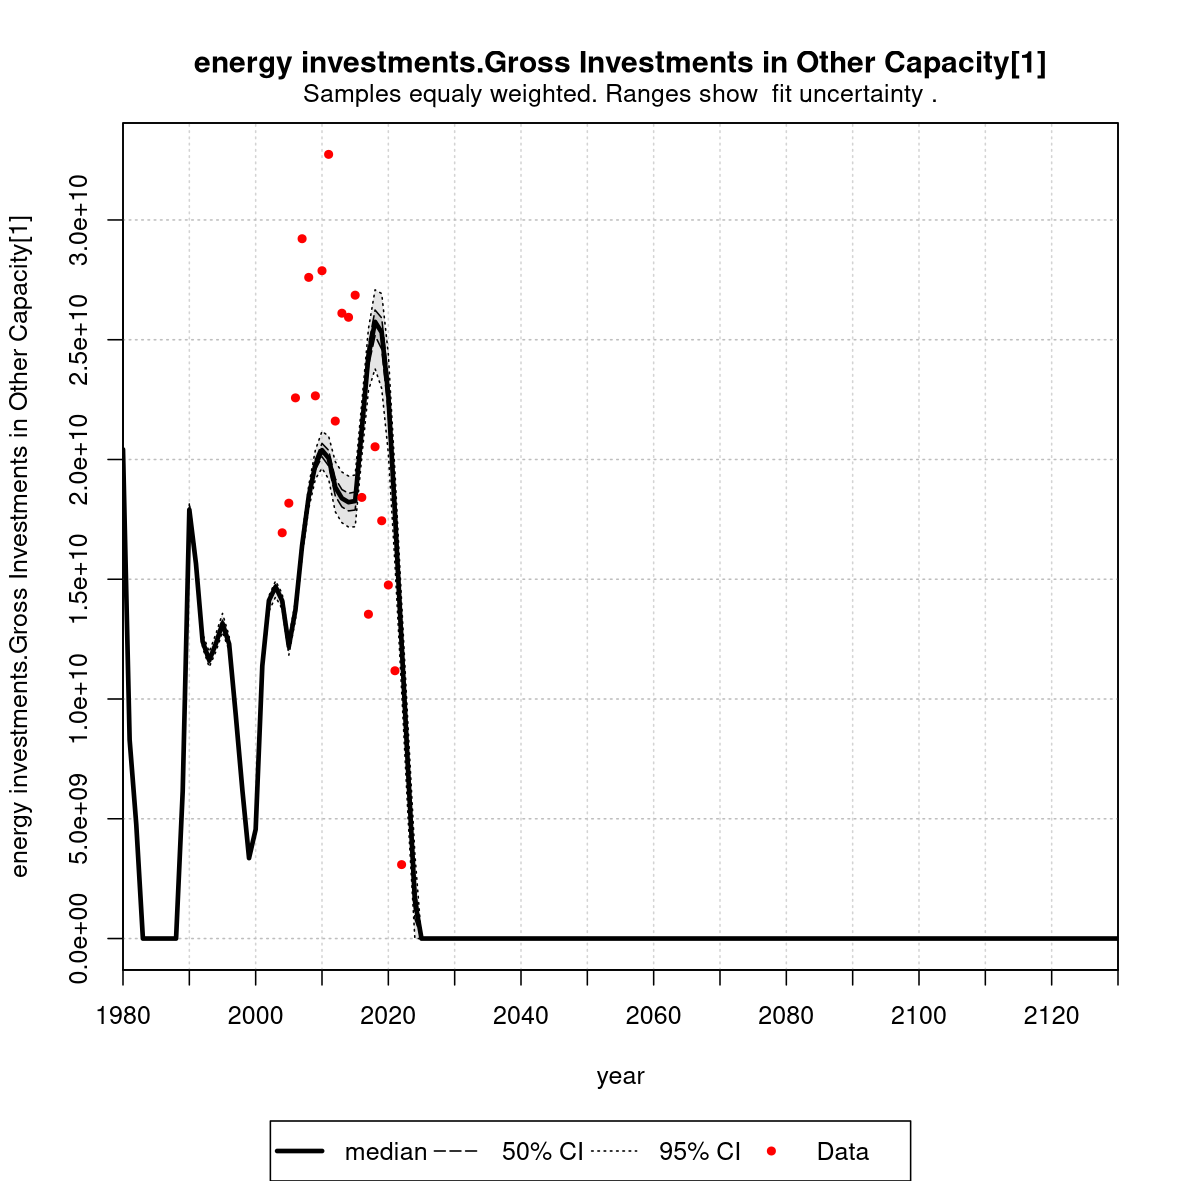 energy investments.Gross Investments in Other Capacity[1]
Samples equaly weighted. Ranges show  fit uncertainty .
energy investments.Gross Investments in Other Capacity[1]
3.0e+10
2.5e+10
2.0e+10
1.5e+10
1.0e+10
5.0e+09
0.0e+00
1980 2000 2020 2040 2060 2080 2100 2120
year
median 50% CI 95% CI Data